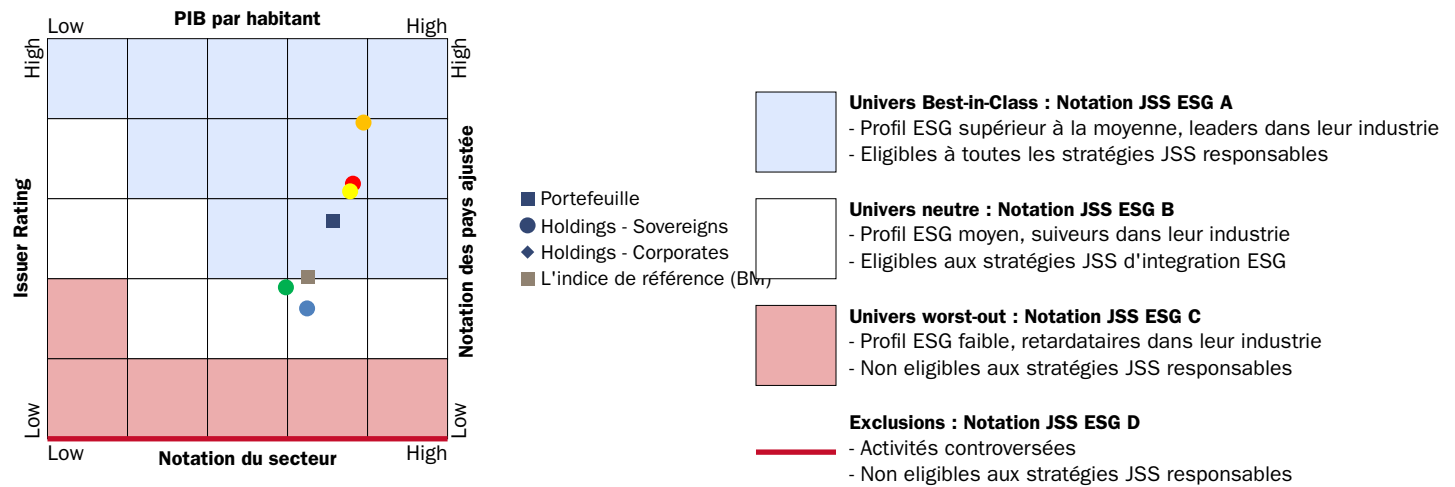 PIB par habitant
Low
High
High
High
Issuer Rating
Notation des pays ajustée
Low
Low
Low
High
Notation du secteur
Portefeuille
Holdings - Sovereigns
Holdings - Corporates
L'indice de référence (BM)
Univers Best-in-Class : Notation JSS ESG A
- Profil ESG supérieur à la moyenne, leaders dans leur industrie
- Eligibles à toutes les stratégies JSS responsables
Univers neutre : Notation JSS ESG B
- Profil ESG moyen, suiveurs dans leur industrie
- Eligibles aux stratégies JSS d'integration ESG
Univers worst-out : Notation JSS ESG C
- Profil ESG faible, retardataires dans leur industrie
- Non eligibles aux stratégies JSS responsables
Exclusions : Notation JSS ESG D
- Activités controversées
- Non eligibles aux stratégies JSS responsables